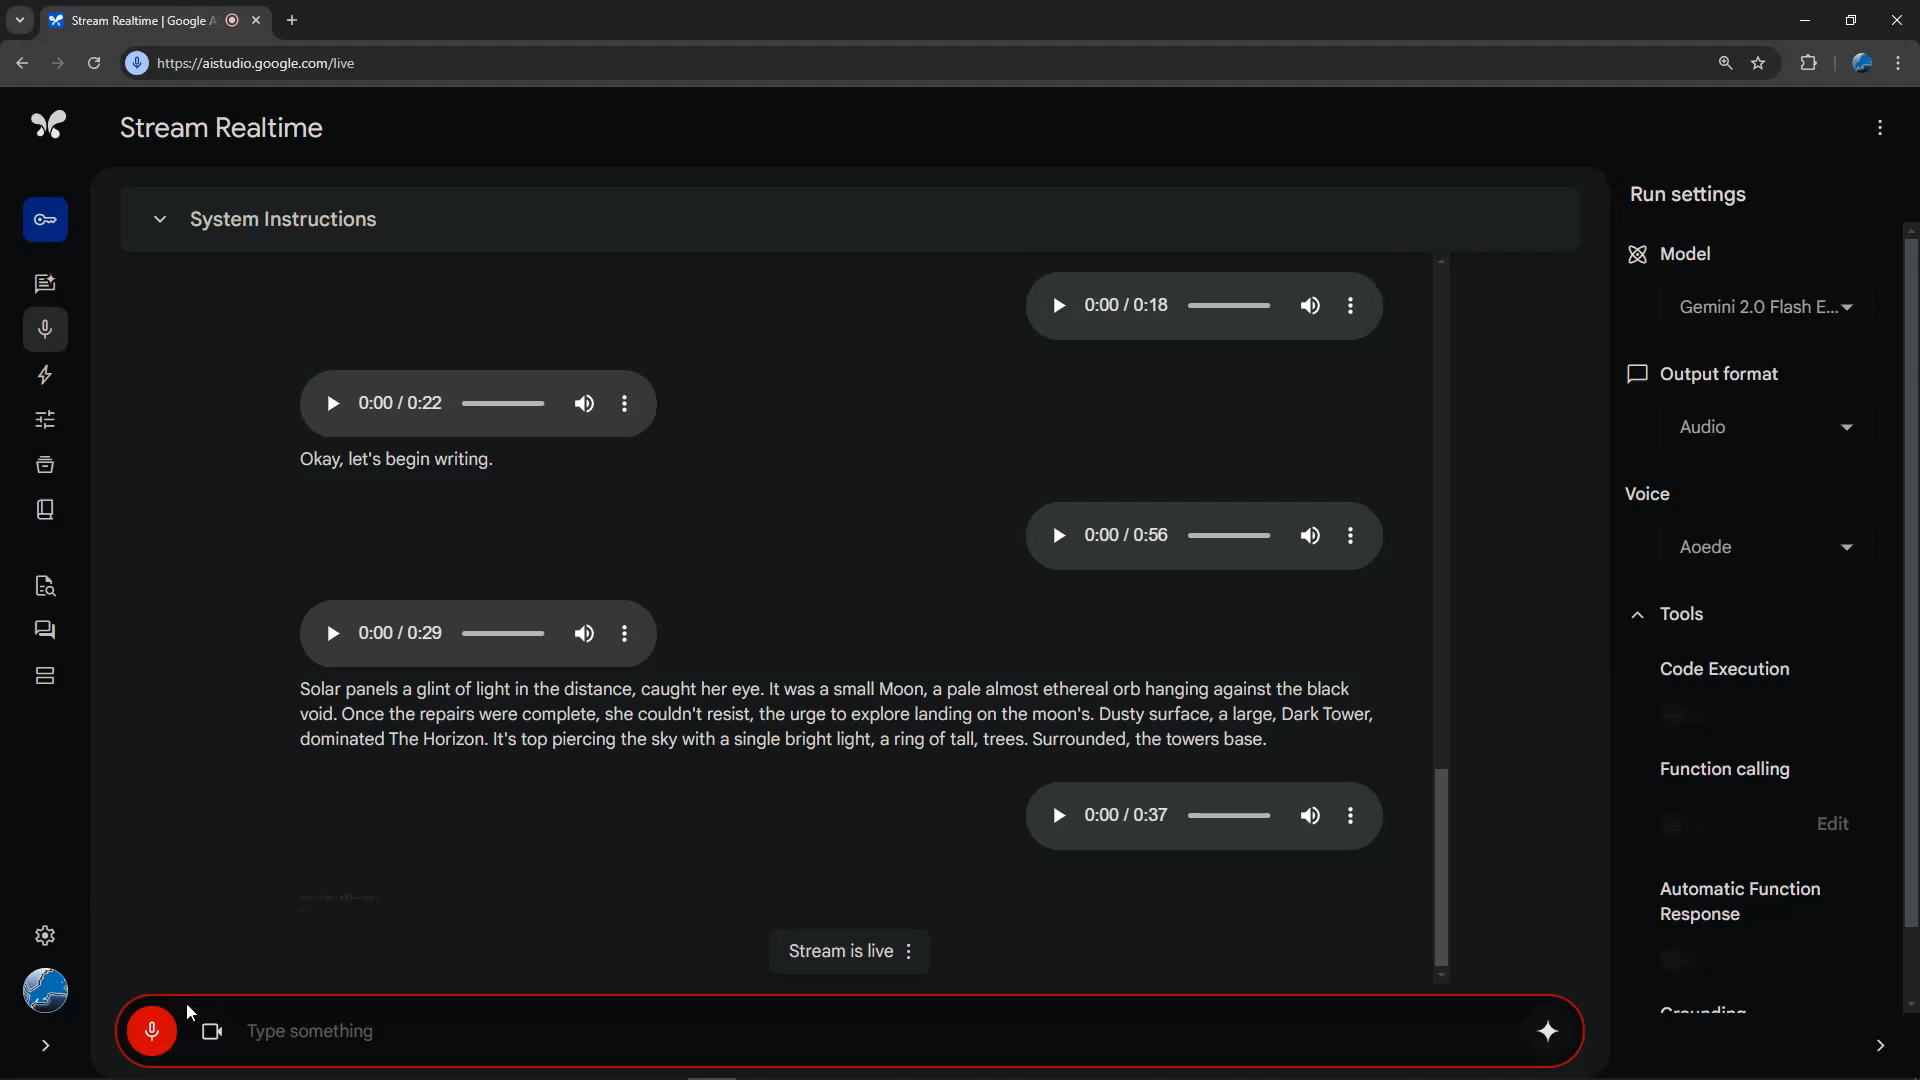 Stream Realtime | Google A
https://aistudio.google.com/live
Stream Realtime
System Instructions
0:00 / 0:18
0:00 / 0:22
Okay, let's begin writing.
0:00 / 0:56
0:00 / 0:29
Solar panels a glint of light in the distance, caught her eye. It was a small Moon, a pale almost ethereal orb hanging against the black
void. Once the repairs were complete, she couldn't resist, the urge to explore landing on the moon's. Dusty surface, a large, Dark Tower,
dominated The Horizon. It's top piercing the sky with a single bright light, a ring of tall, trees. Surrounded, the towers base.
0:00 / 0:37
Stream is live
Type something
Run settings
Model
Gemini 2.0 Flash E...
Output format
Audio
Voice
Aoede
Tools
Code Execution
Function calling
Edit
Automatic Function
Response
Grounding